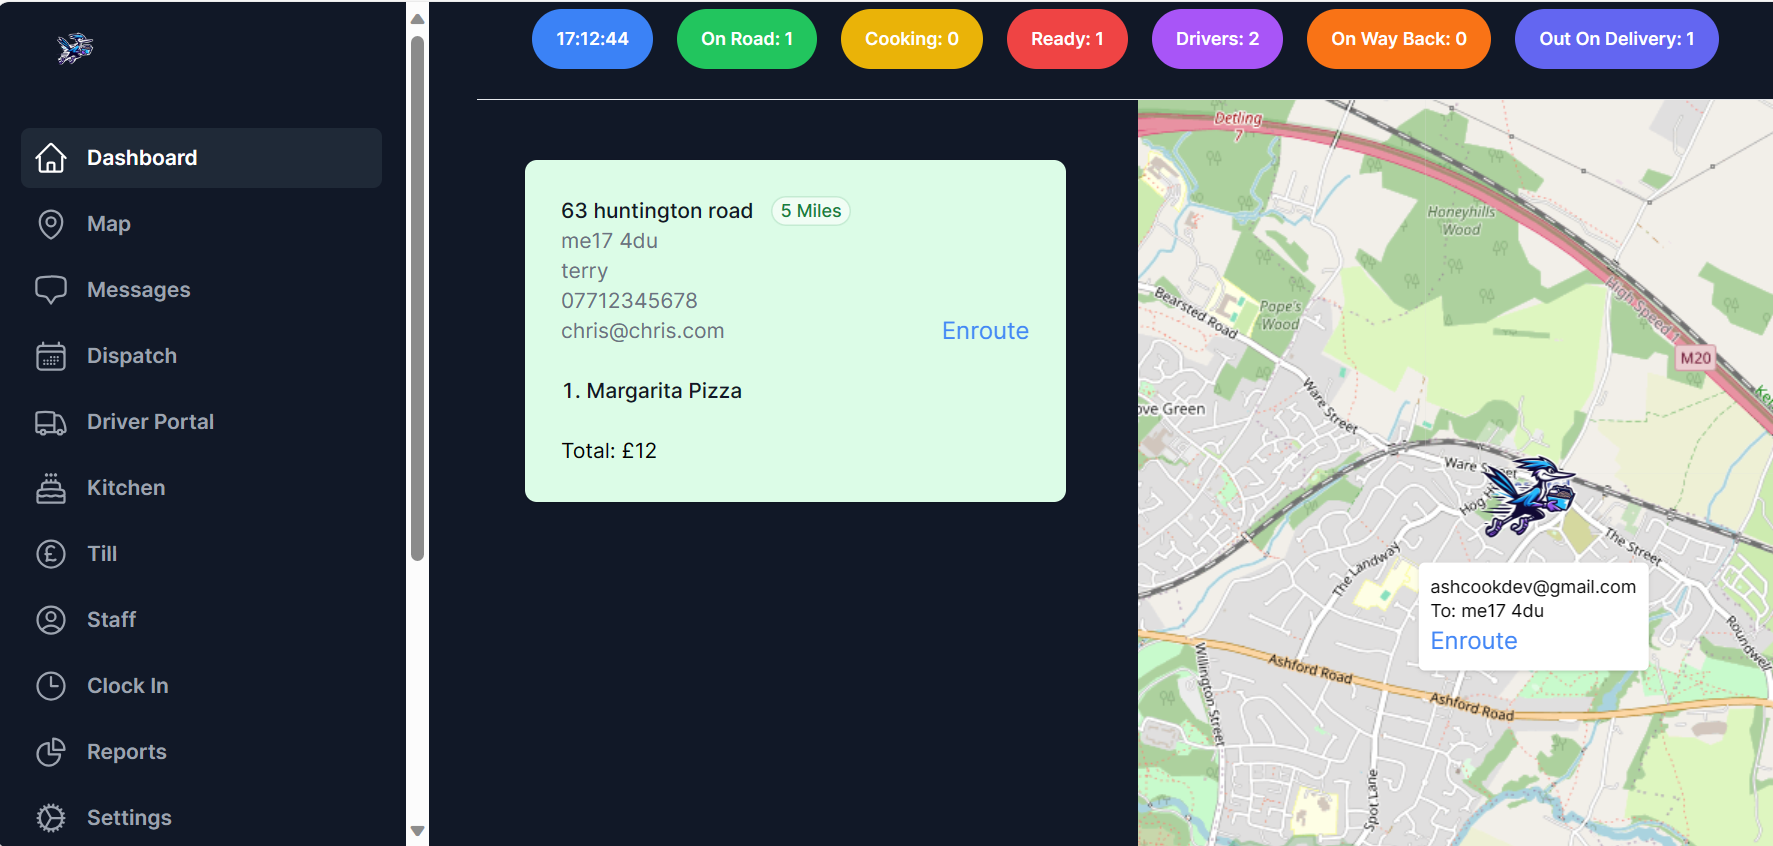 17:12:44
On Road: 1
Cooking: 0
Ready: 1
Drivers: 2
On Way Back: 0
Out On Delivery: 1
Dashboard
Map
Messages
Dispatch
Driver Portal
Kitchen
Till
Staff
Clock In
Reports
Settings
63 huntington road
5 Miles
me17 4du
terry
07712345678
chris@chris.com
Enroute
1. Margarita Pizza
Total: £12
Detling
7
Honeyhills
Wood
Pope's
Wood
Bearsted Road
High Speed 1
M20
ove Green
Ware Street
Ware
The Street
The Landway
ashcookdev@gmail.com
To: me17 4du
Enroute
Roundwell
Willington Street
Ashford Road
Ashford Road
Spot Lane